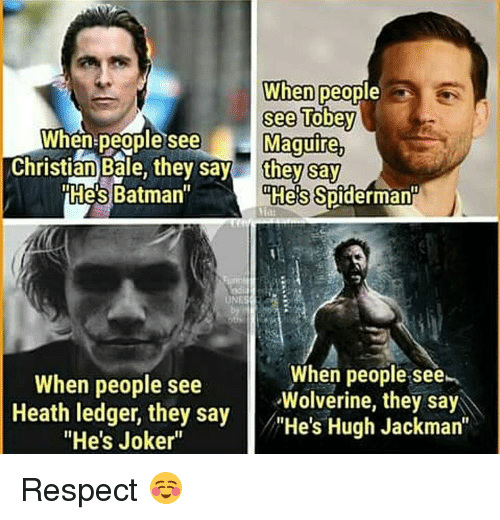 When people see
Christian Bale, they say
"He's Batman"
When people
see Tobey
Maguire,
they say
"He's Spiderman"
When people see
Heath ledger, they say
"He's Joker"
When people see
Wolverine, they say
"He's Hugh Jackman"
Respect ☺️